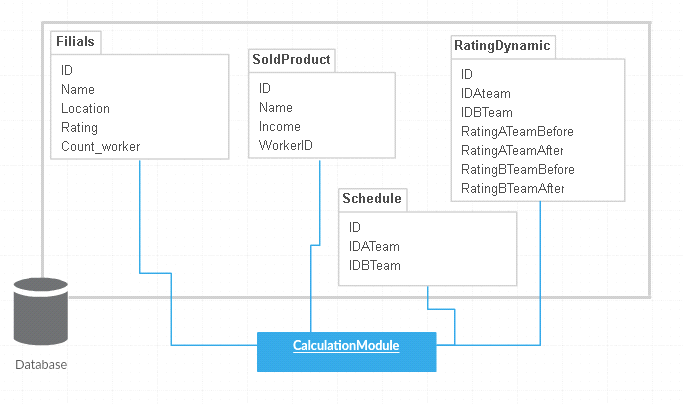 Filials
ID
Name
Location
Rating
Count_worker
SoldProduct
ID
Name
Income
WorkerID
RatingDynamic
ID
IDAteam
IDBTeam
RatingATeamBefore
RatingATeamAfter
RatingBTeamBefore
RatingBTeamAfter
Schedule
ID
IDATeam
IDBTeam
CalculationModule
Database